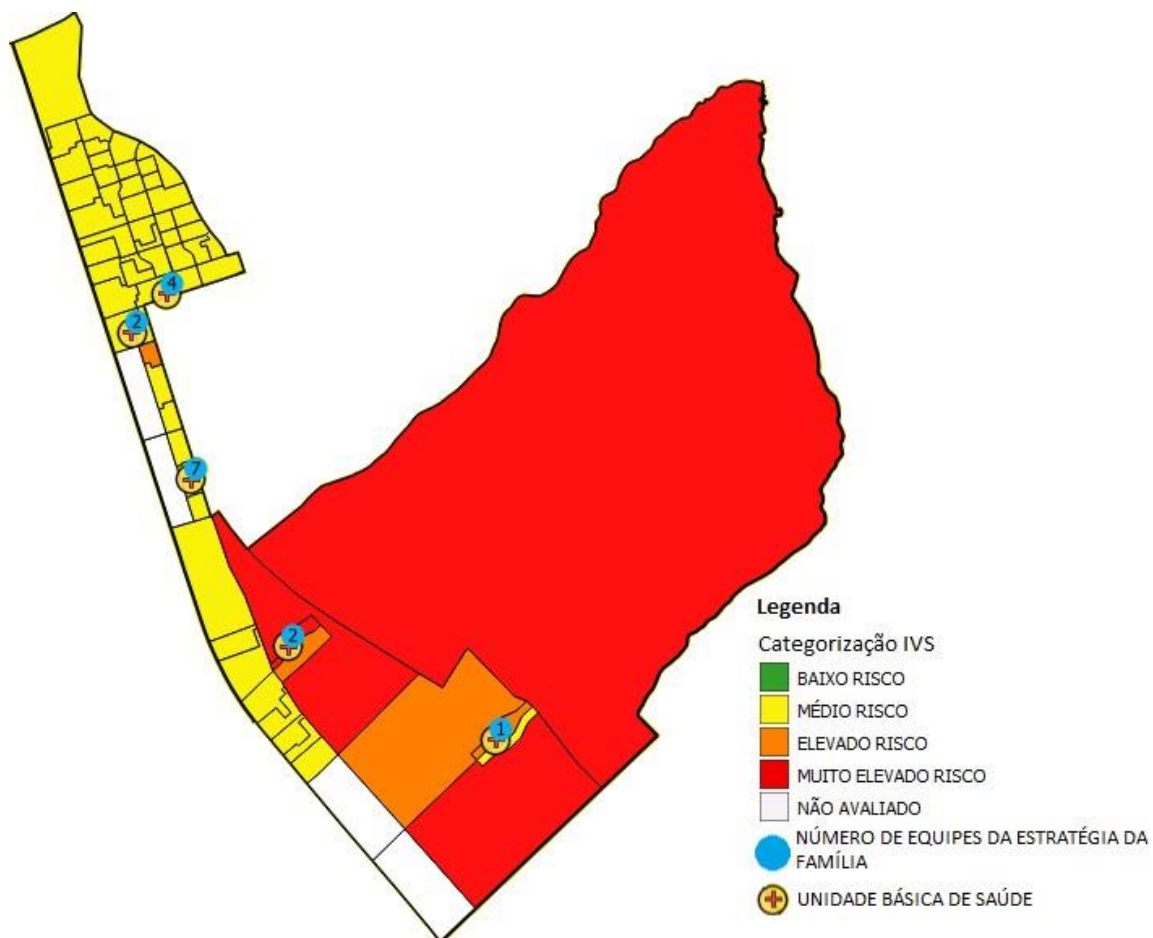 4
2
7
2
1
Legenda
Categorização IVS
BAIXO RISCO
MÉDIO RISCO
ELEVADO RISCO
MUITO ELEVADO RISCO
NÃO AVALIADO
NÚMERO DE EQUIPES DA ESTRATÉGIA DA
FAMÍLIA
UNIDADE BÁSICA DE SAÚDE